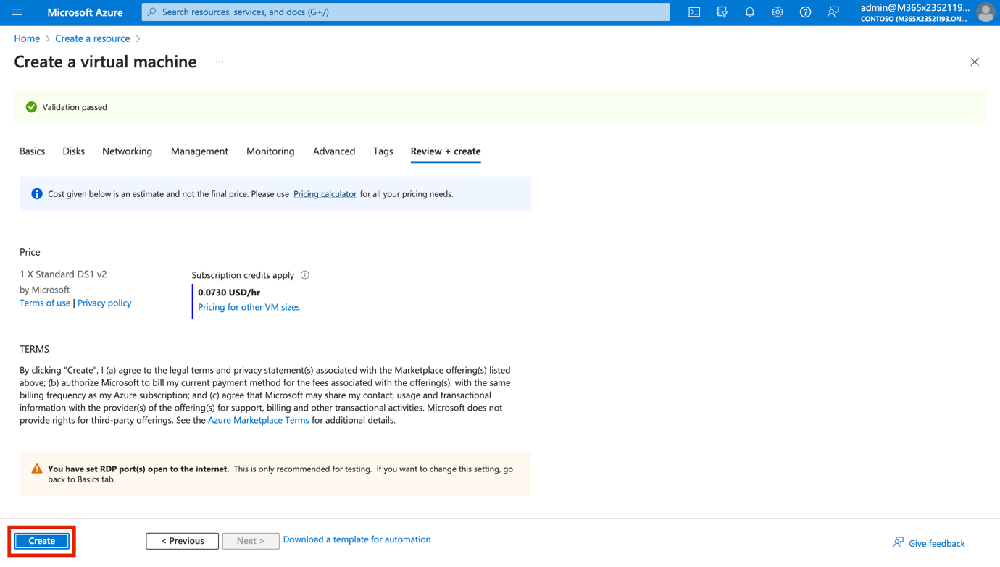 Microsoft Azure
Search resources, services, and docs (G+/)
admin@M365x2352119...
CONTOSO (M365X23521193.ON...
Home > Create a resource >
Create a virtual machine ...
Validation passed
Basics Disks Networking Management Monitoring Advanced Tags Review + create
Cost given below is an estimate and not the final price. Please use Pricing calculator for all your pricing needs.
Price
1 X Standard DS1 v2
by Microsoft
Terms of use | Privacy policy
Subscription credits apply
0.0730 USD/hr
Pricing for other VM sizes
TERMS
By clicking "Create", I (a) agree to the legal terms and privacy statement(s) associated with the Marketplace offering(s) listed
above; (b) authorize Microsoft to bill my current payment method for the fees associated with the offering(s), with the same
billing frequency as my Azure subscription; and (c) agree that Microsoft may share my contact, usage and transactional
information with the provider(s) of the offering(s) for support, billing and other transactional activities. Microsoft does not
provide rights for third-party offerings. See the Azure Marketplace Terms for additional details.
You have set RDP port(s) open to the internet. This is only recommended for testing. If you want to change this setting, go
back to Basics tab.
Create
< Previous
Next >
Download a template for automation
Give feedback